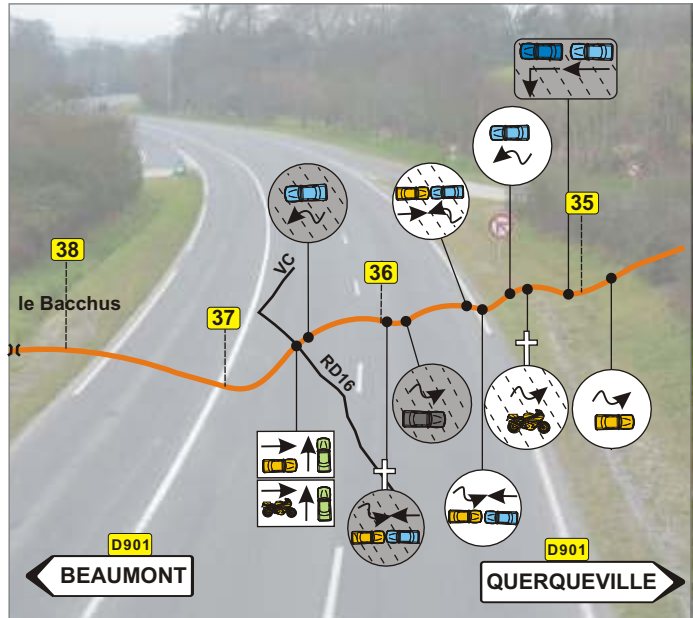 35
38
36
VC
le Bacchus
37
RD16
D901
BEAUMONT
D901
QUERQUEVILLE